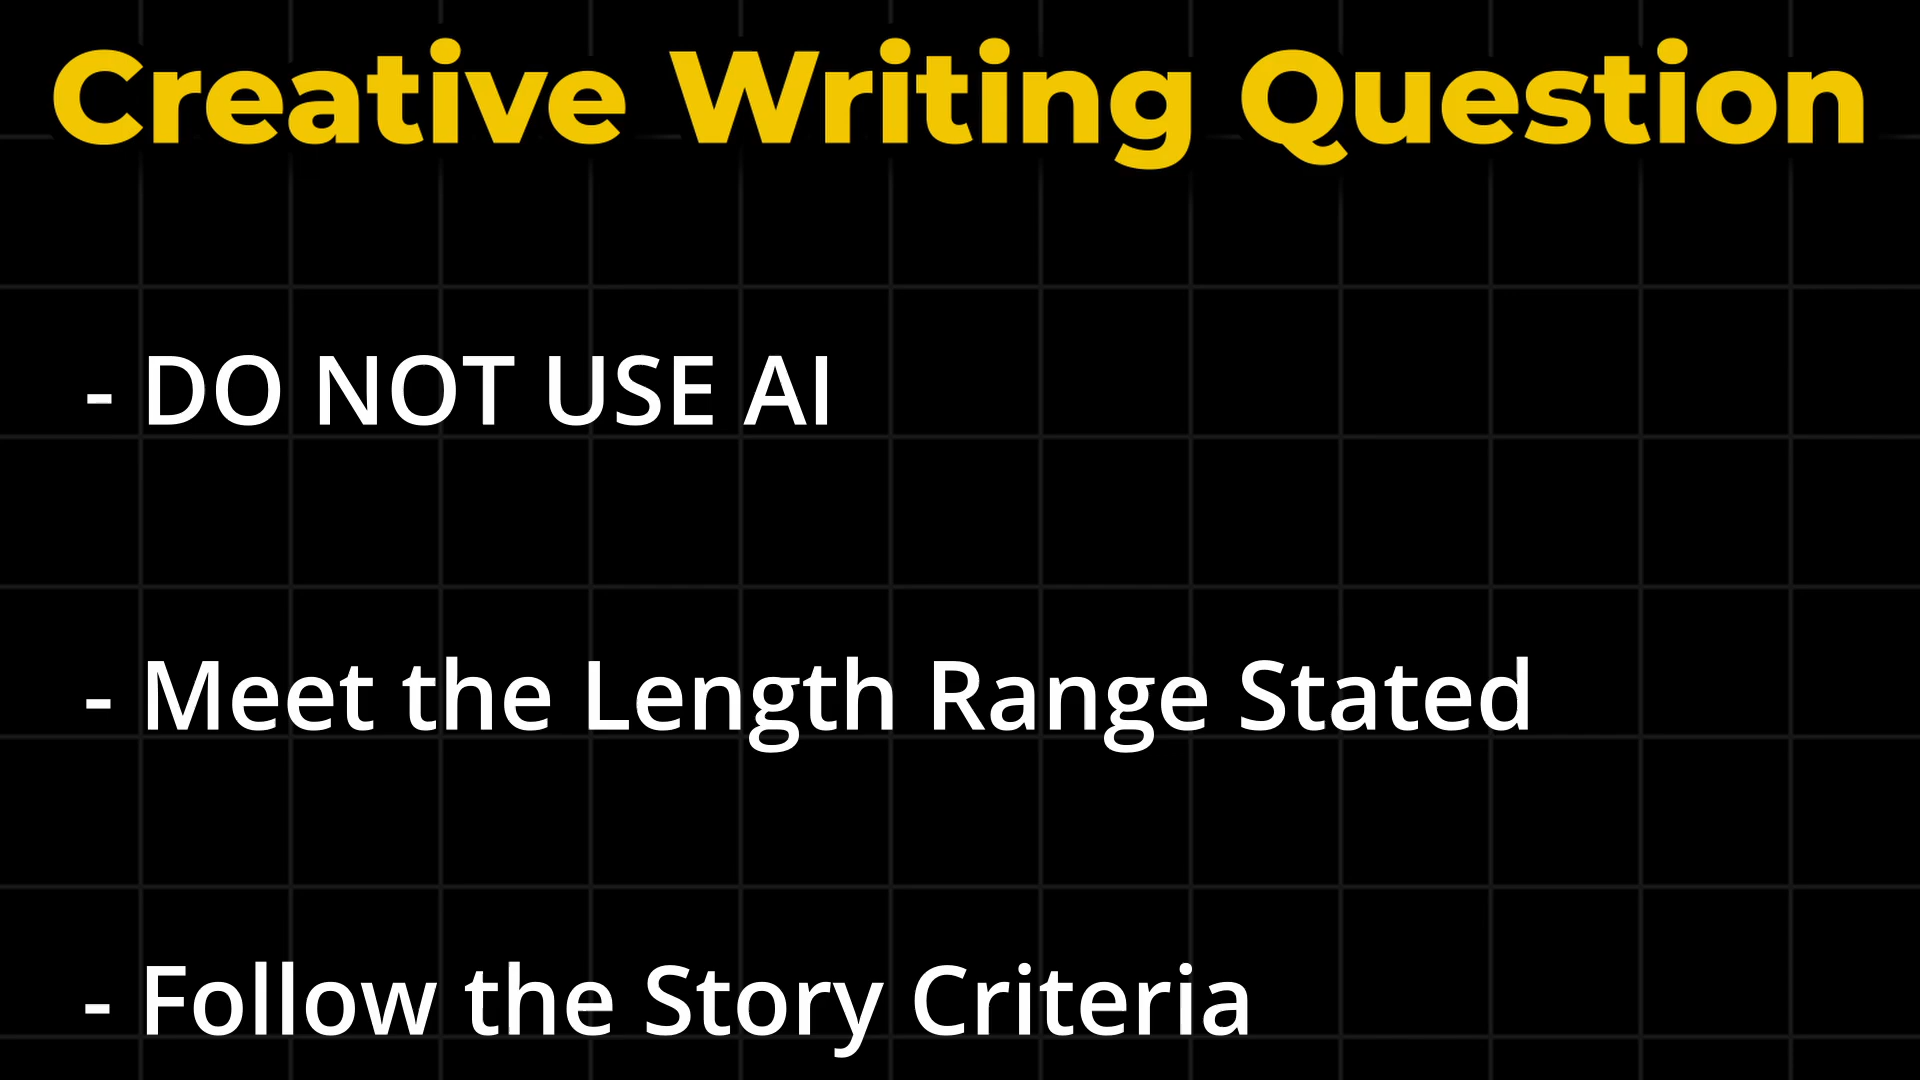 Creative Writing Question
- DO NOT USE AI
- Meet the Length Range Stated
- Follow the Story Criteria